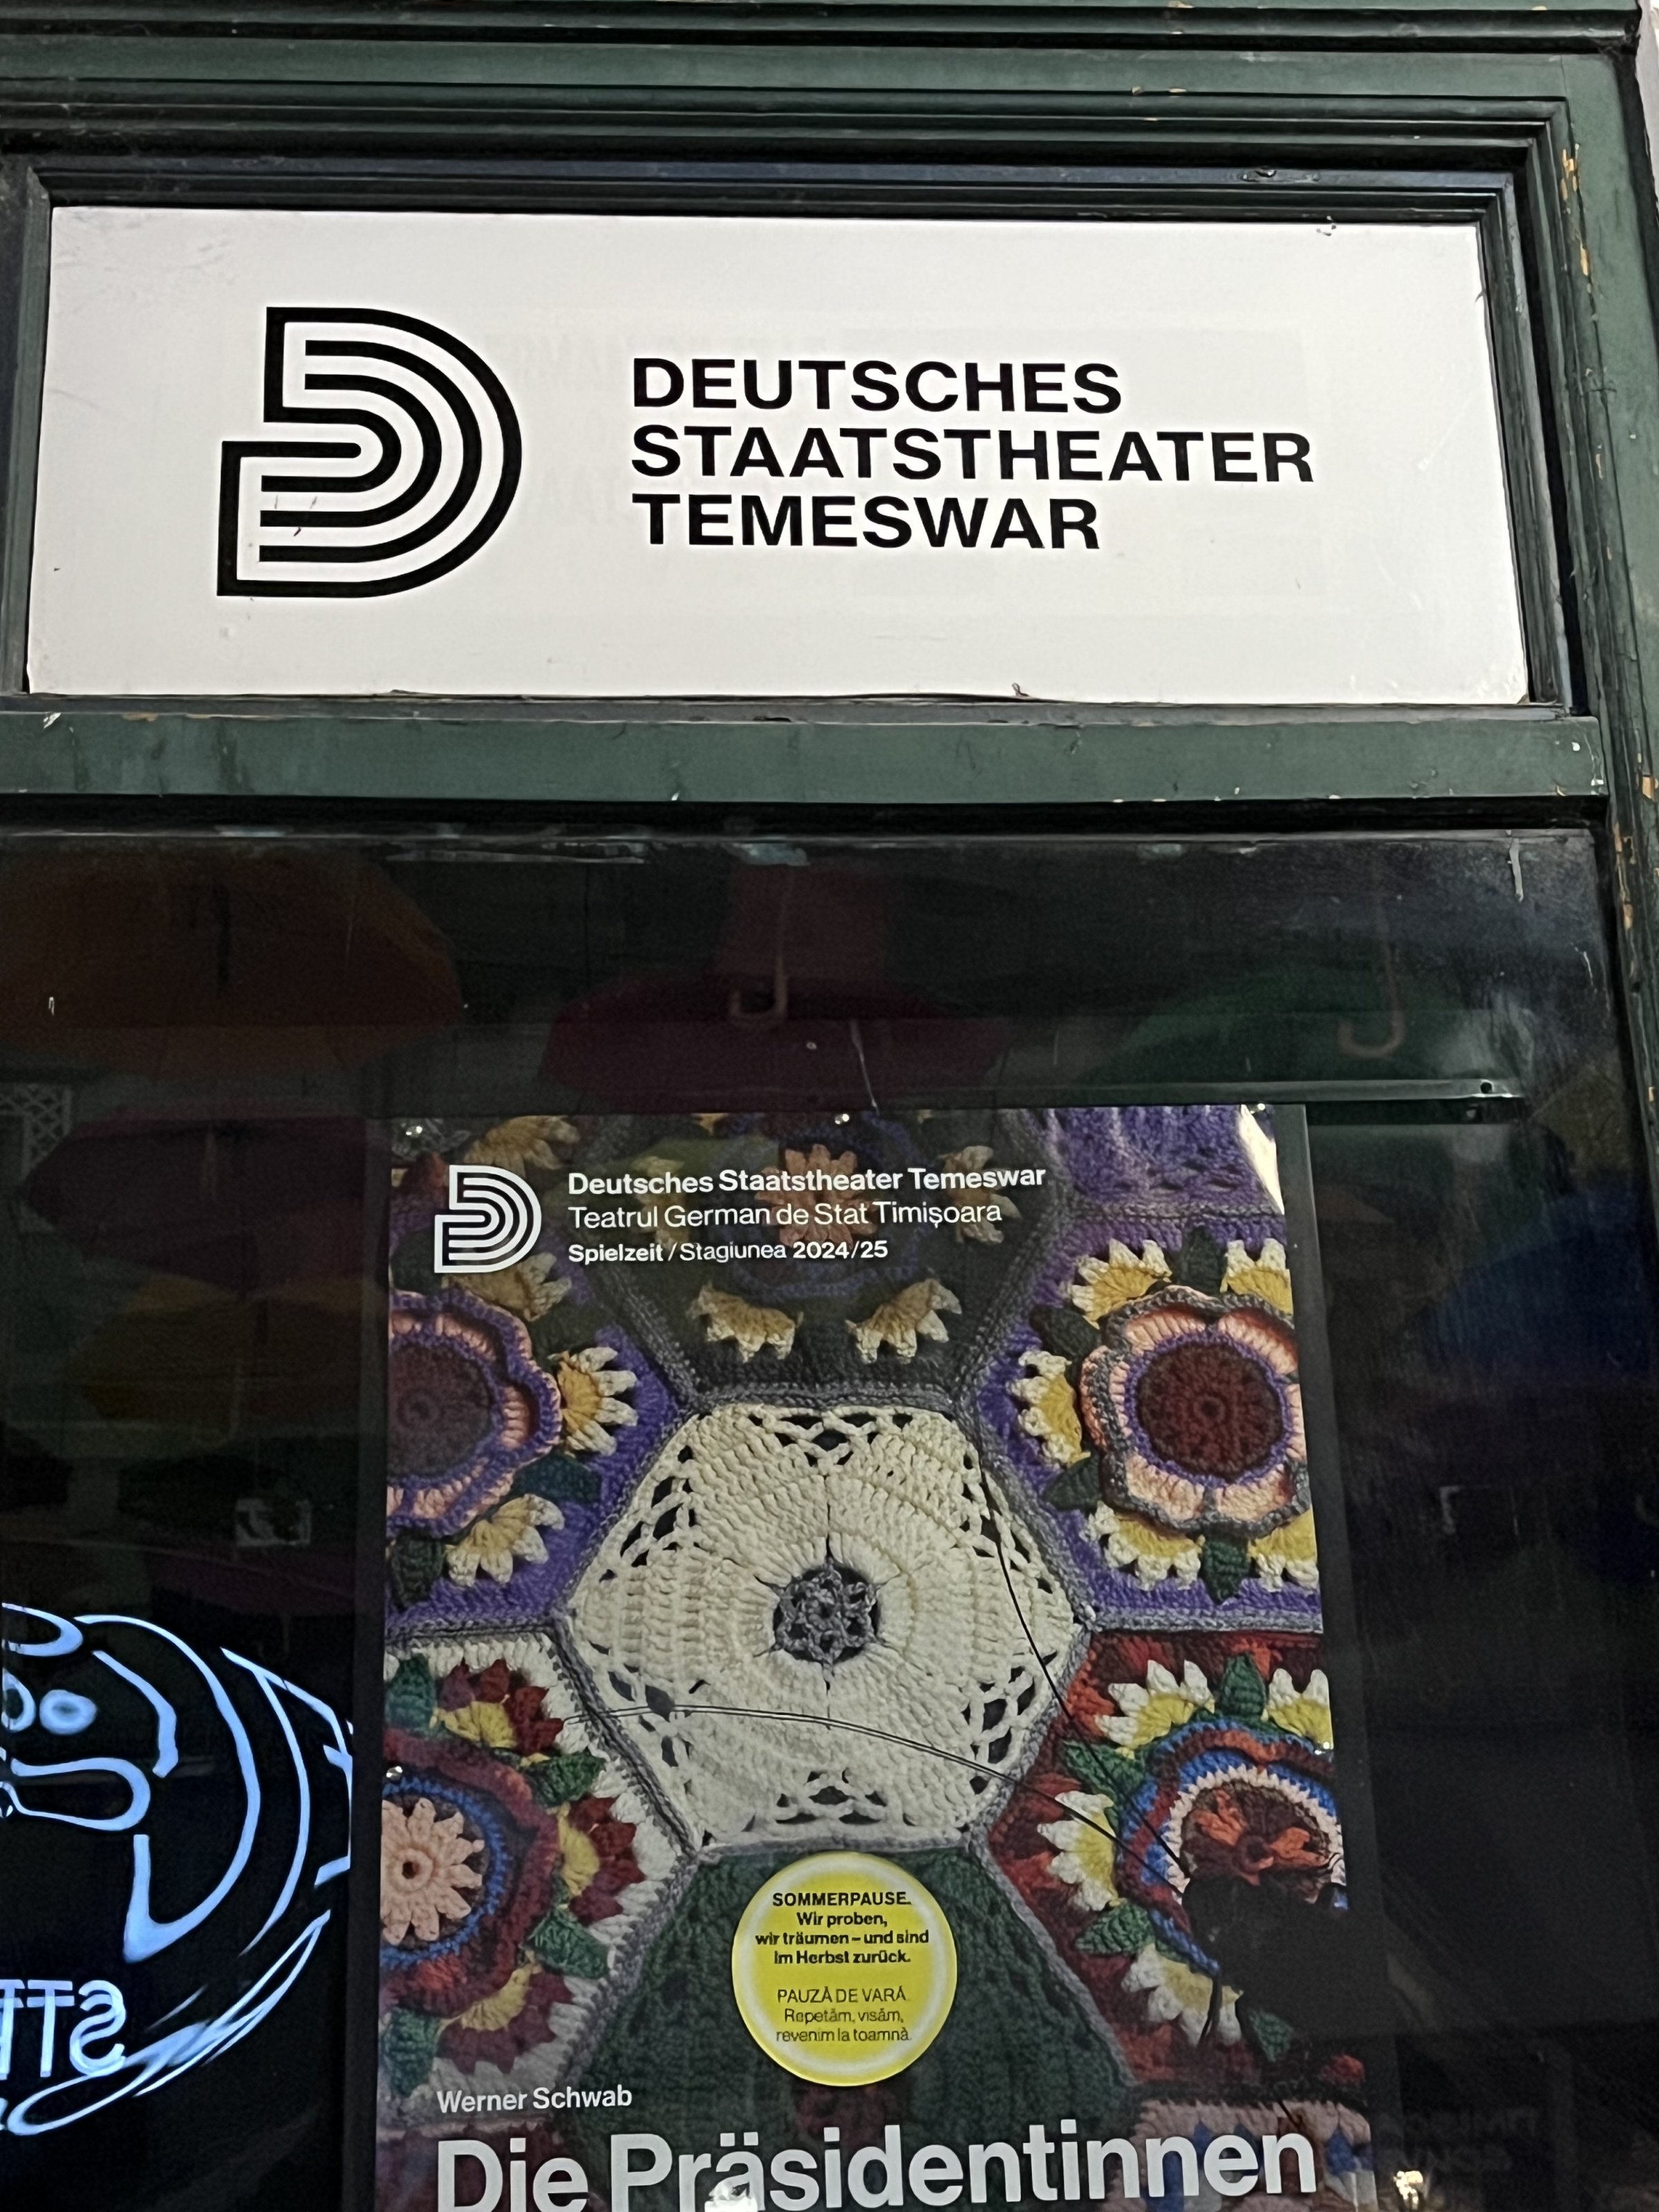 DEUTSCHES
STAATSTHEATER
TEMESWAR
Deutsches Staatstheater Temeswar
Teatrul German de Stat Timișoara
Spielzeit / Stagiunea 2024/25
SOMMERPAUSE.
Wir proben,
wir träumen – und sind
im Herbst zurück.
PAUZĂ DE VARĂ.
Repetăm, visăm,
revenim la toamnă.
Werner Schwab
Die Präsidentinnen